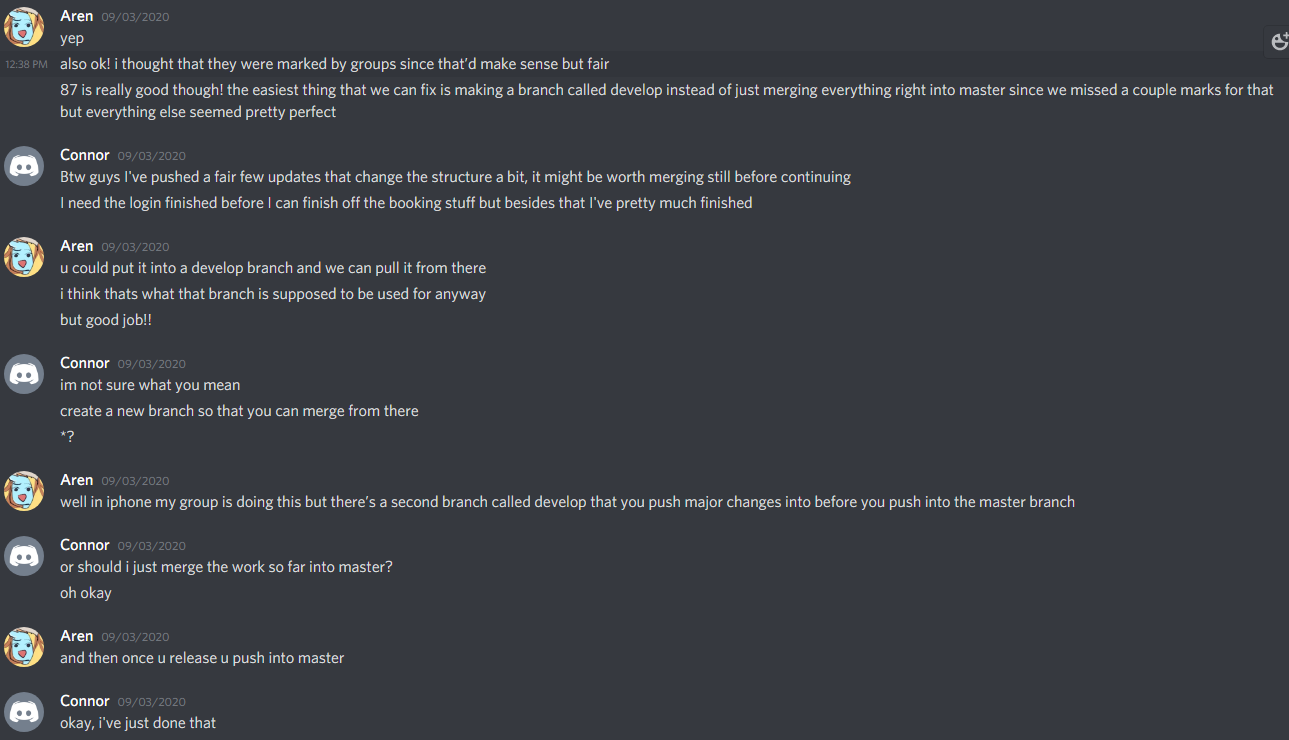 Aren 09/03/2020
yep
12:38 PM also ok! i thought that they were marked by groups since that'd make sense but fair
87 is really good though! the easiest thing that we can fix is making a branch called develop instead of just merging everything right into master since we missed a couple marks for that
but everything else seemed pretty perfect
Connor 09/03/2020
Btw guys I've pushed a fair few updates that change the structure a bit, it might be worth merging still before continuing
I need the login finished before I can finish off the booking stuff but besides that I've pretty much finished
Aren 09/03/2020
u could put it into a develop branch and we can pull it from there
i think thats what that branch is supposed to be used for anyway
but good job!!
Connor 09/03/2020
im not sure what you mean
create a new branch so that you can merge from there
*?
Aren 09/03/2020
well in iphone my group is doing this but there's a second branch called develop that you push major changes into before you push into the master branch
Connor 09/03/2020
or should i just merge the work so far into master?
oh okay
Aren 09/03/2020
and then once u release u push into master
Connor 09/03/2020
okay, i've just done that